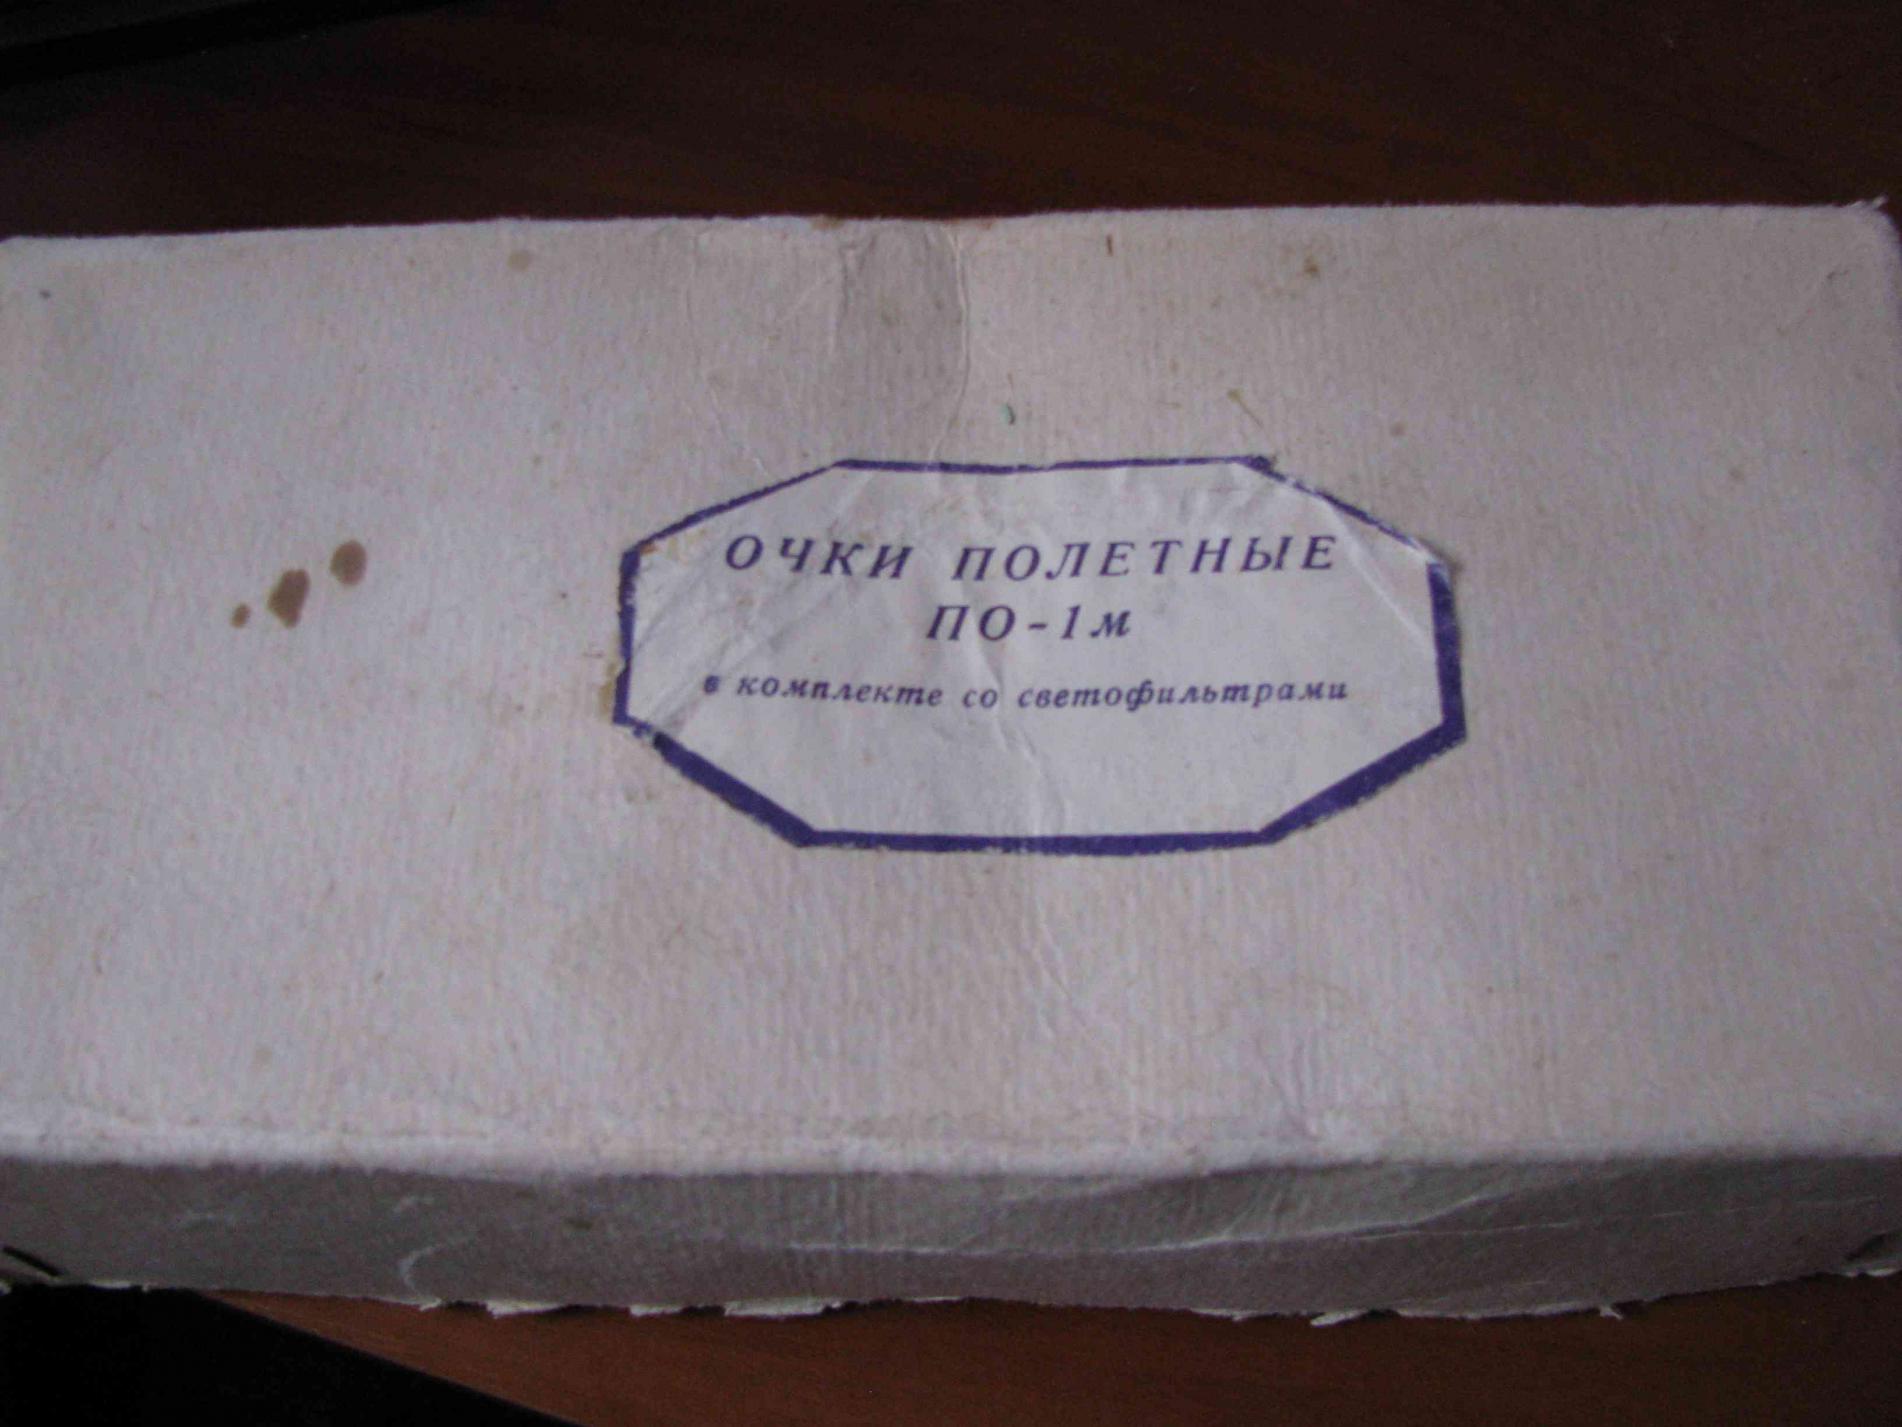 ОЧКИ ПОЛЕТНЫЕ
ПО-1м
в комплекте со светофильтрами